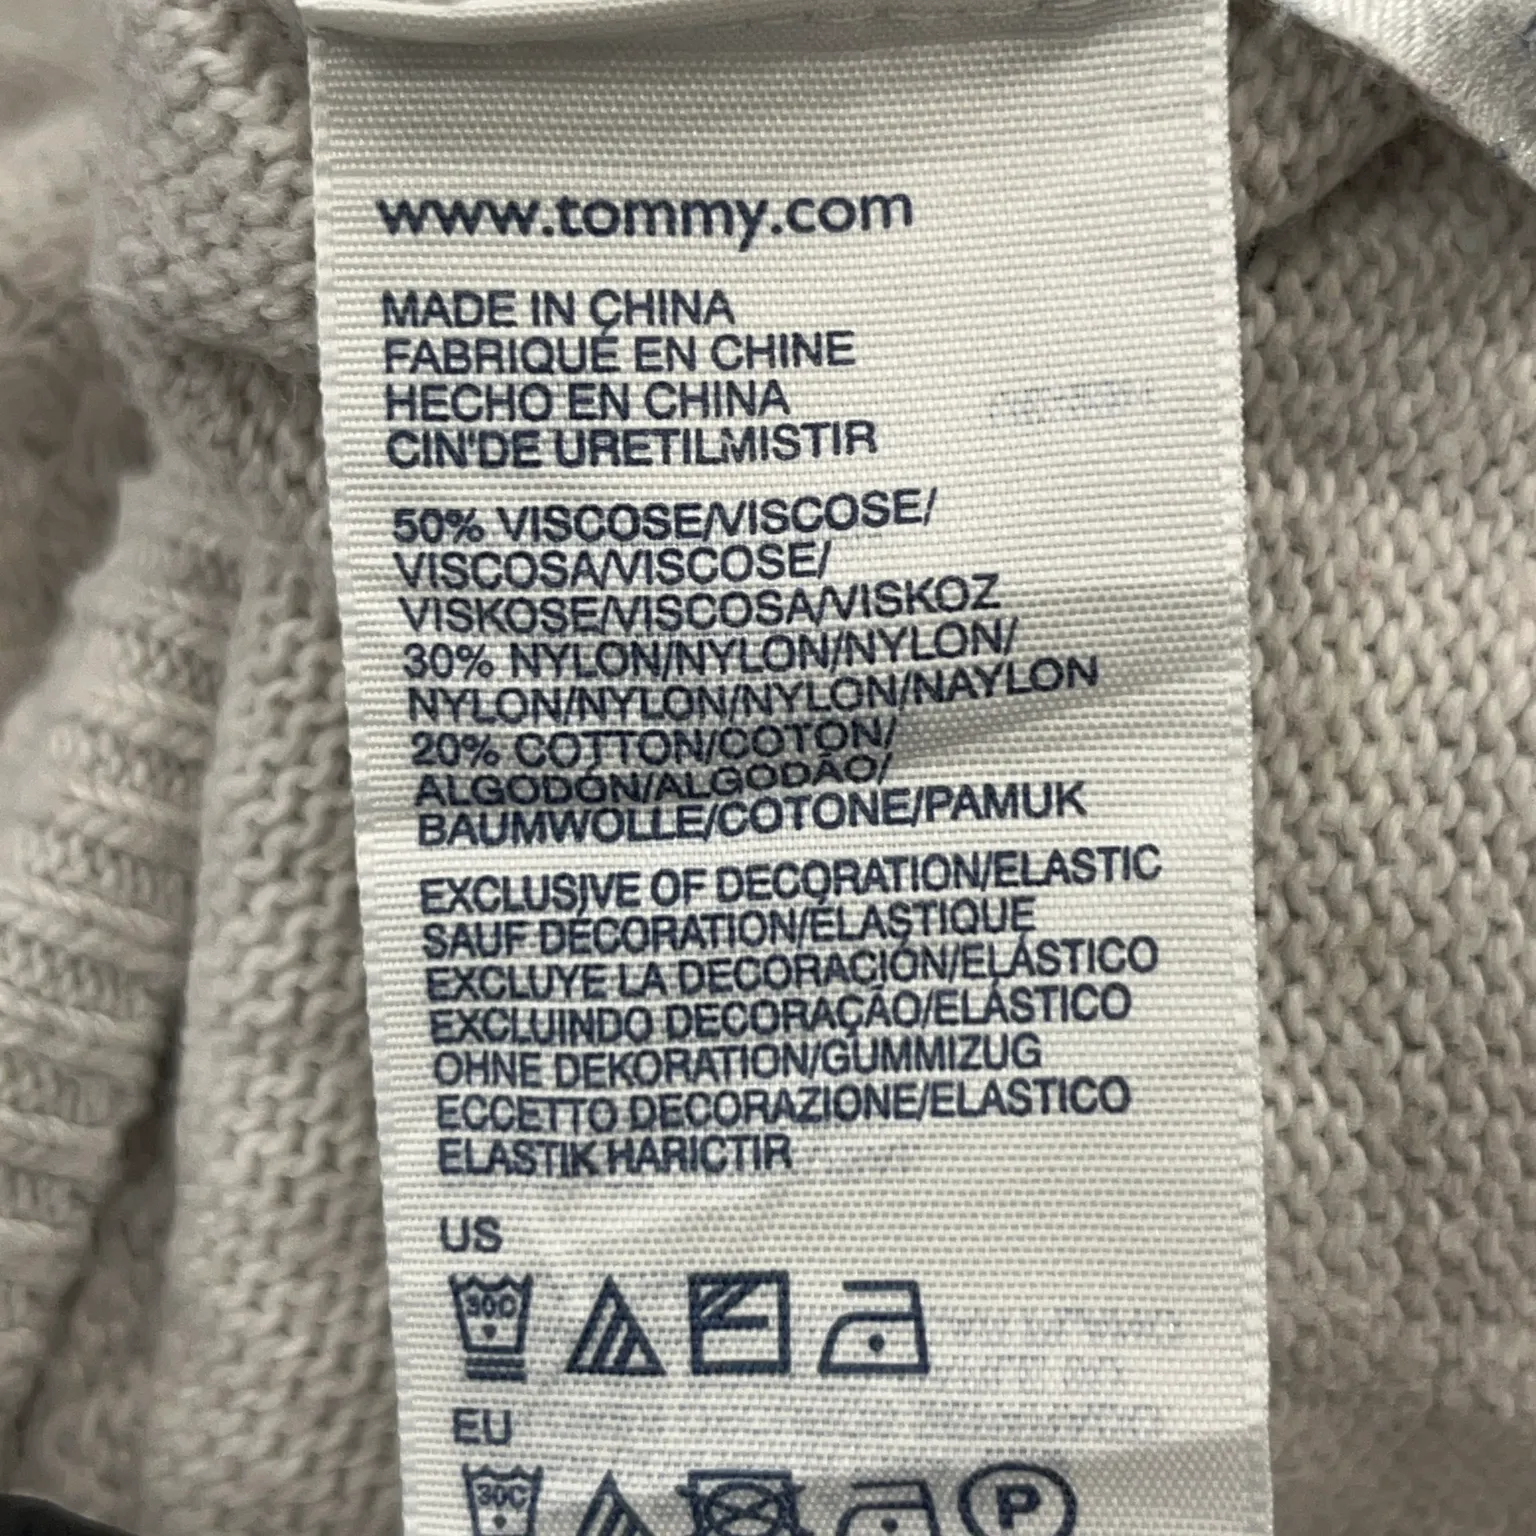 www.tommy.com
MADE IN CHINA
FABRIQUÉ EN CHINE
HECHO EN CHINA
CIN'DE URETILMISTIR
50% VISCOSE/VISCOSE/
VISCOSA/VISCOSE/
VISKOSE/VISCOSA/VISKOZ
30% NYLON/NYLON/NYLON/
NYLON/NYLON/NYLON/NAYLON
20% COTTON/COTON/
ALGODÓN/ALGODÃO/
BAUMWOLLE/COTONE/PAMUK
EXCLUSIVE OF DECORATION/ELASTIC
SAUF DÉCORATION/ÉLASTIQUE
EXCLUYE LA DECORACIÓN/ELÁSTICO
EXCLUINDO DECORAÇÃO/ELÁSTICO
OHNE DEKORATION/GUMMIZUG
ECCETTO DECORAZIONE/ELASTICO
ELASTIK HARICTIR
US
30C
EU
30C P